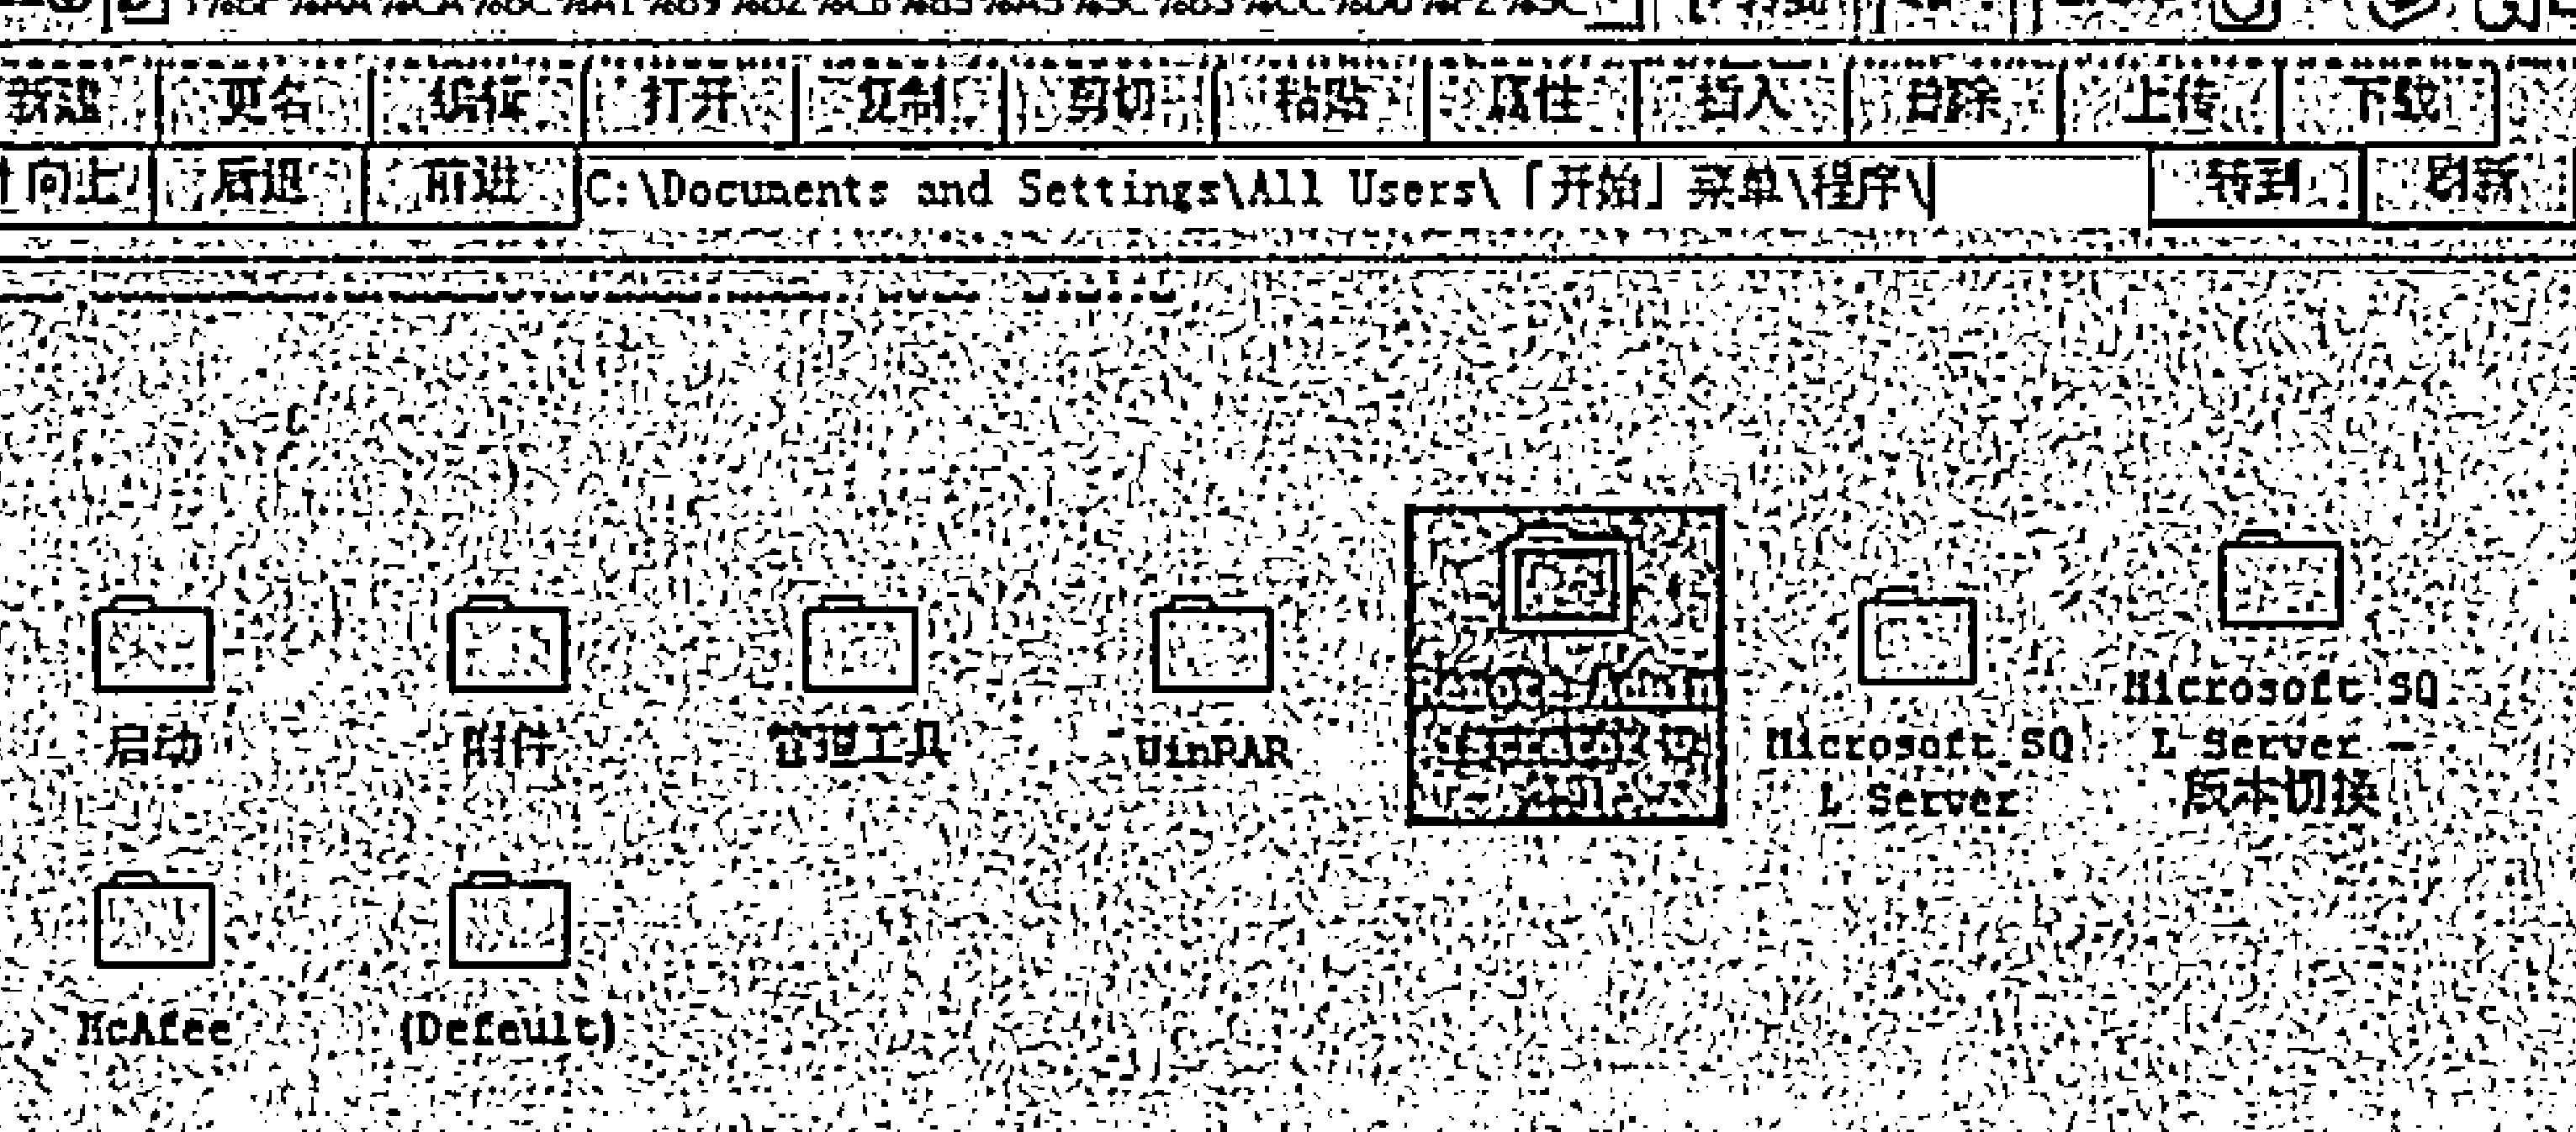 新建 更名 编辑 打开 复制 剪切 粘贴 属性 插入 删除 上传 下载
向上 后退 前进 C:\Documents and Settings\All Users\「开始」菜单\程序\ 转到 刷新
启动 附件 管理工具 WinRAR Microsoft SQ
L Server Microsoft SQ
L Server -
版本切换
McAfee (Default)